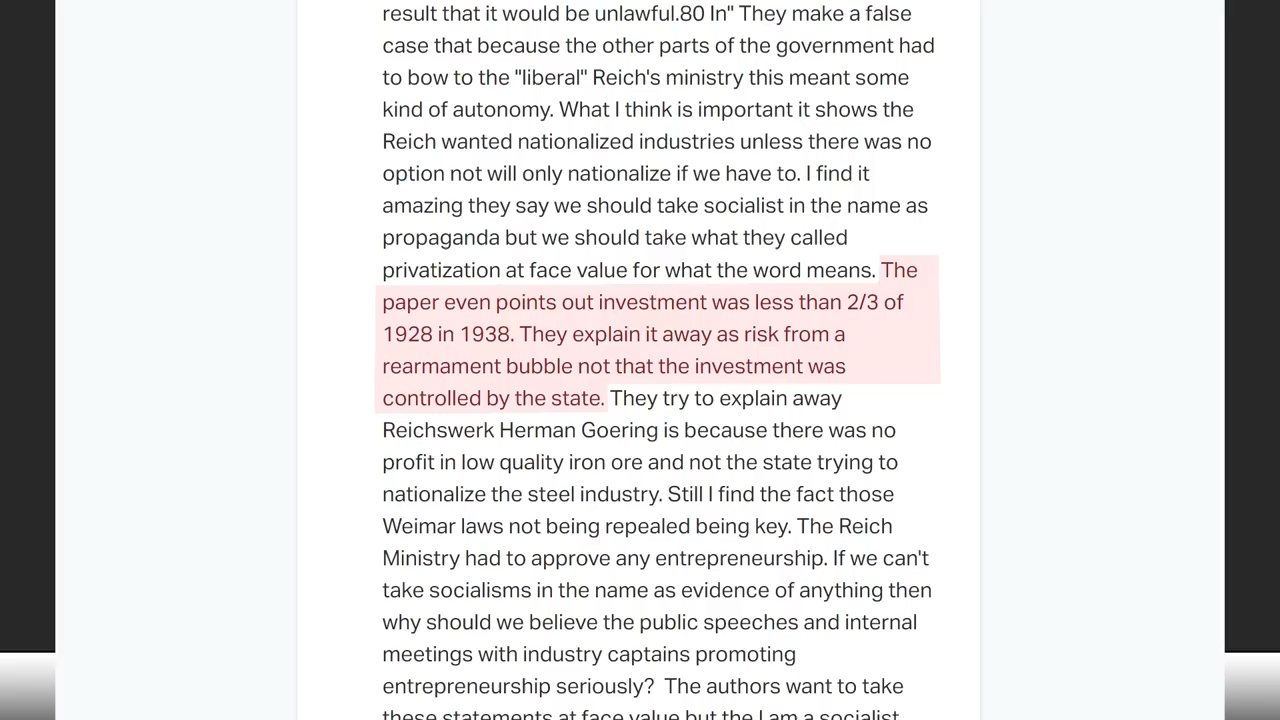 result that it would be unlawful.80 In" They make a false
case that because the other parts of the government had
to bow to the "liberal" Reich's ministry this meant some
kind of autonomy. What I think is important it shows the
Reich wanted nationalized industries unless there was no
option not will only nationalize if we have to. I find it
amazing they say we should take socialist in the name as
propaganda but we should take what they called
privatization at face value for what the word means. The
paper even points out investment was less than 2/3 of
1928 in 1938. They explain it away as risk from a
rearmament bubble not that the investment was
controlled by the state. They try to explain away
Reichswerk Herman Goering is because there was no
profit in low quality iron ore and not the state trying to
nationalize the steel industry. Still I find the fact those
Weimar laws not being repealed being key. The Reich
Ministry had to approve any entrepreneurship. If we can't
take socialisms in the name as evidence of anything then
why should we believe the public speeches and internal
meetings with industry captains promoting
entrepreneurship seriously?  The authors want to take
these statements at face value but the I am a socialist